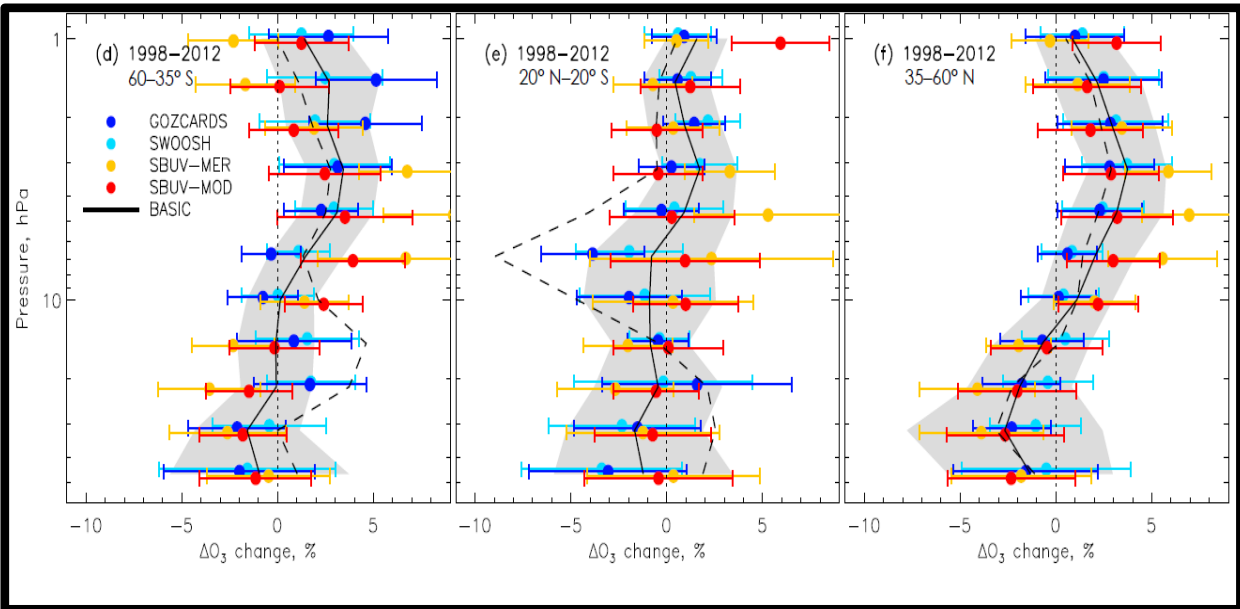 (d) 1998–2012
60–35° S
GOZCARDS
SWOOSH
SBUV–MER
SBUV–MOD
BASIC
(e) 1998–2012
20° N–20° S
(f) 1998–2012
35–60° N
Pressure, hPa
1
10
−10 −5 0 5
−10 −5 0 5
−10 −5 0 5
ΔO₃ change, %
ΔO₃ change, %
ΔO₃ change, %